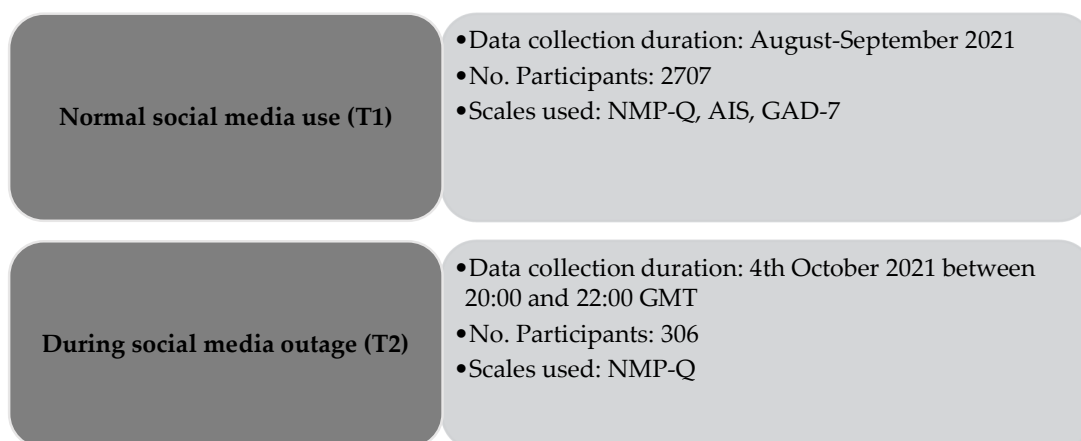 Normal social media use (T1)
•Data collection duration: August-September 2021
•No. Participants: 2707
•Scales used: NMP-Q, AIS, GAD-7
During social media outage (T2)
•Data collection duration: 4th October 2021 between
20:00 and 22:00 GMT
•No. Participants: 306
•Scales used: NMP-Q